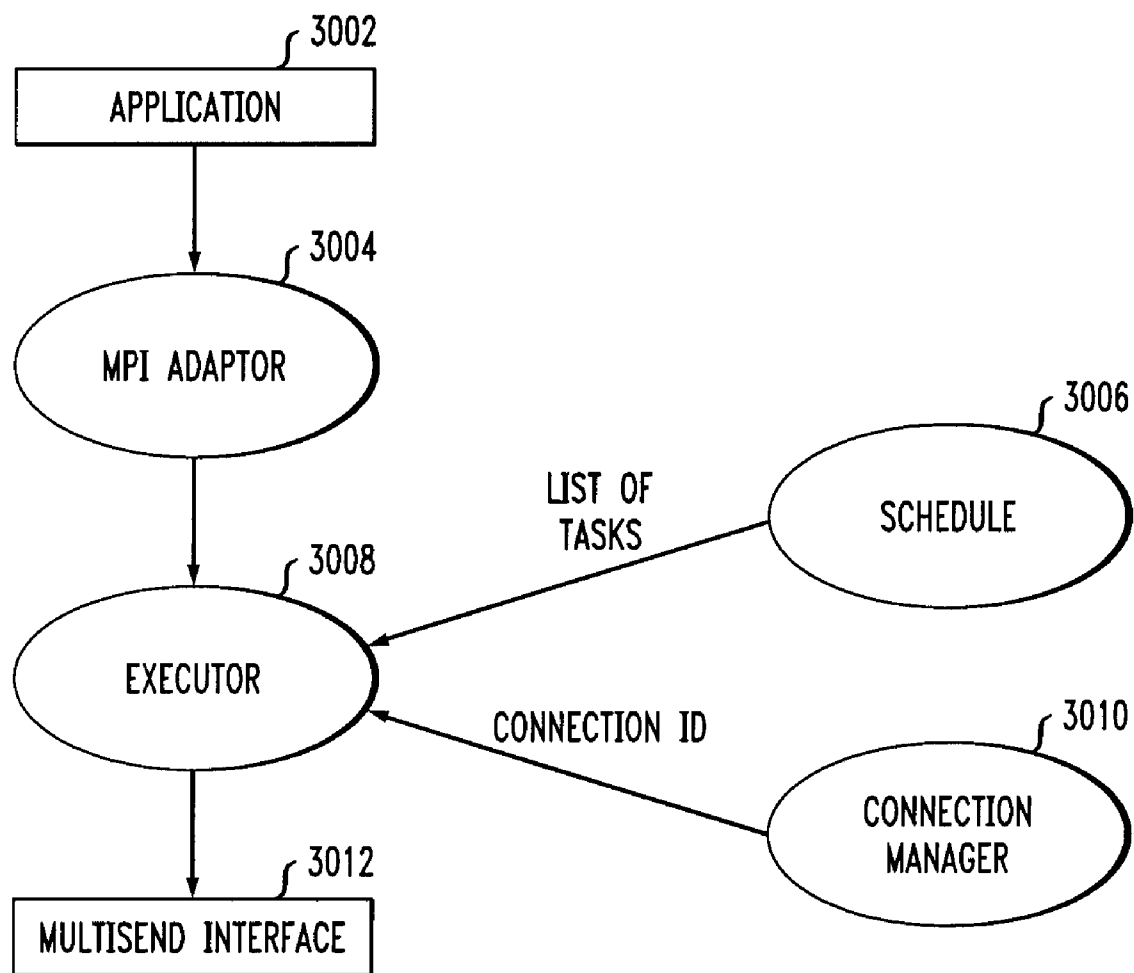 3002
APPLICATION
3004
MPI ADAPTOR
3006
SCHEDULE
LIST OF
TASKS
3008
EXECUTOR
CONNECTION ID
3010
CONNECTION
MANAGER
3012
MULTISEND INTERFACE